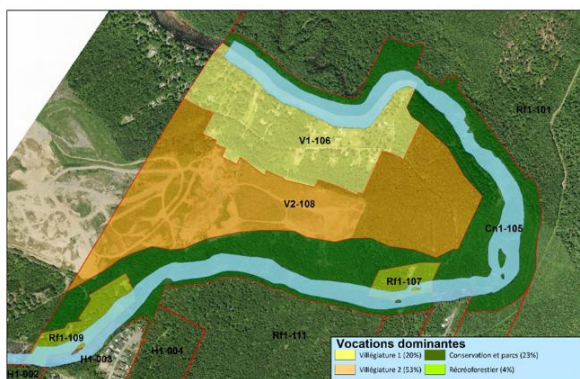 Rf1-101
V1-106
V2-108
Cn1-105
Rf1-107
Rf1-109
Rf1-111
H1-003
H1-004
H1-002
Vocations dominantes
Villégiature 1 (20%) Conservation et parcs (23%)
Villégiature 2 (53%) Récréoforestier (4%)